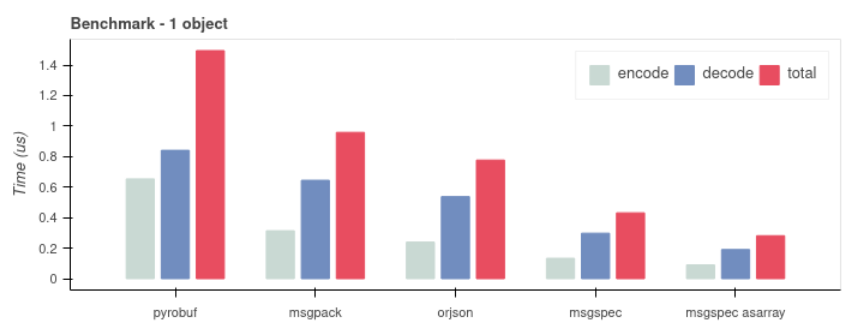 Benchmark - 1 object
encode decode total
Time (us)
1.4
1.2
1
0.8
0.6
0.4
0.2
0
pyrobuf msgpack orjson msgspec msgspec asarray